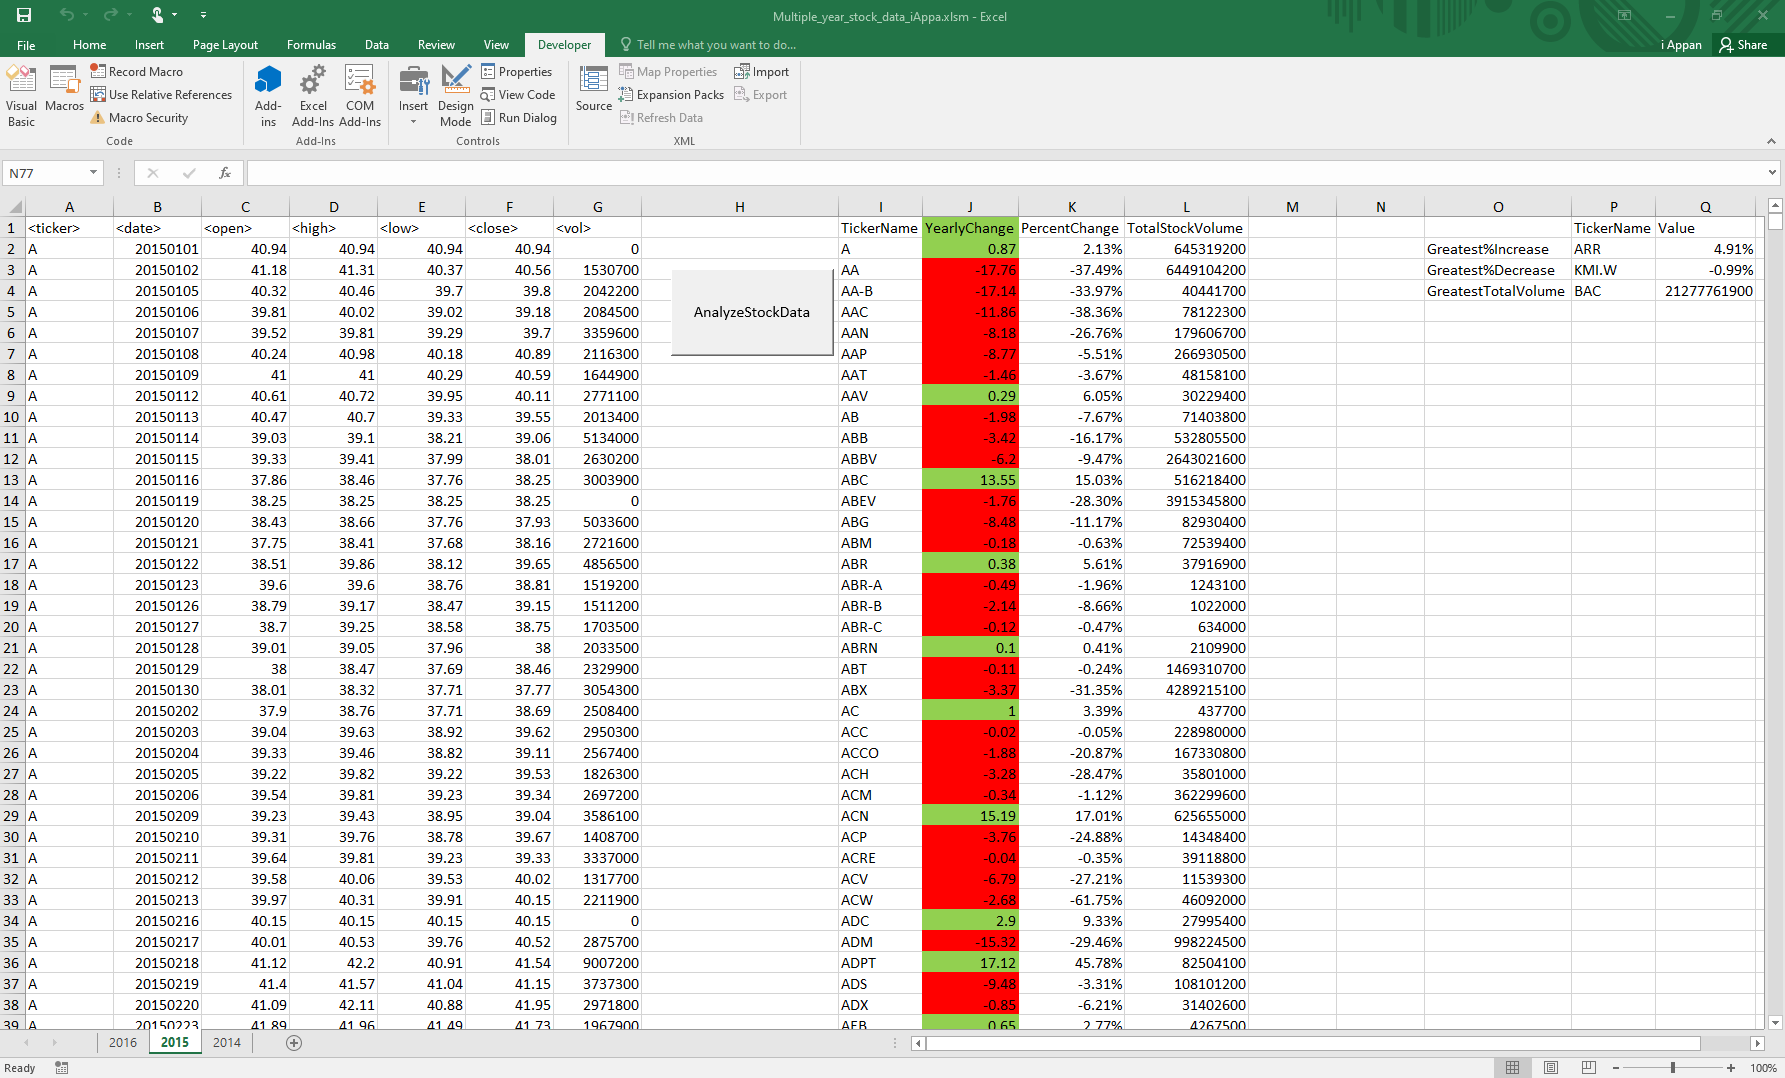 Multiple_year_stock_data_iAppa.xlsm - Excel
File Home Insert Page Layout Formulas Data Review View Developer Tell me what you want to do... i Appan Share
Visual Basic
Macros
Record Macro
Use Relative References
Macro Security
Code
Add-ins
Excel Add-Ins
COM Add-Ins
Add-Ins
Insert
Design Mode
Properties
View Code
Run Dialog
Controls
Source
Map Properties
Expansion Packs
Refresh Data
Import
Export
XML
N77 fx
A B C D E F G H I J K L M N O P Q
1 <ticker> <date> <open> <high> <low> <close> <vol> TickerName YearlyChange PercentChange TotalStockVolume TickerName Value
2 A 20150101 40.94 40.94 40.94 40.94 0 A 0.87 2.13% 645319200 Greatest%Increase ARR 4.91%
3 A 20150102 41.18 41.31 40.37 40.56 1530700 AA -17.76 -37.49% 6449104200 Greatest%Decrease KMI.W -0.99%
4 A 20150105 40.32 40.46 39.7 39.8 2042200 AA-B -17.14 -33.97% 40441700 GreatestTotalVolume BAC 21277761900
5 A 20150106 39.81 40.02 39.02 39.18 2084500 AnalyzeStockData AAC -11.86 -38.36% 78122300
6 A 20150107 39.52 39.81 39.29 39.7 3359600 AAN -8.18 -26.76% 179606700
7 A 20150108 40.24 40.98 40.18 40.89 2116300 AAP -8.77 -5.51% 266930500
8 A 20150109 41 41 40.29 40.59 1644900 AAT -1.46 -3.67% 48158100
9 A 20150112 40.61 40.72 39.95 40.11 2771100 AAV 0.29 6.05% 30229400
10 A 20150113 40.47 40.7 39.33 39.55 2013400 AB -1.98 -7.67% 71403800
11 A 20150114 39.03 39.1 38.21 39.06 5134000 ABB -3.42 -16.17% 532805500
12 A 20150115 39.33 39.41 37.99 38.01 2630200 ABBV -6.2 -9.47% 2643021600
13 A 20150116 37.86 38.46 37.76 38.25 3003900 ABC 13.55 15.03% 516218400
14 A 20150119 38.25 38.25 38.25 38.25 0 ABEV -1.76 -28.30% 3915345800
15 A 20150120 38.43 38.66 37.76 37.93 5033600 ABG -8.48 -11.17% 82930400
16 A 20150121 37.75 38.41 37.68 38.16 2721600 ABM -0.18 -0.63% 72539400
17 A 20150122 38.51 39.86 38.12 39.65 4856500 ABR 0.38 5.61% 37916900
18 A 20150123 39.6 39.6 38.76 38.81 1519200 ABR-A -0.49 -1.96% 1243100
19 A 20150126 38.79 39.17 38.47 39.15 1511200 ABR-B -2.14 -8.66% 1022000
20 A 20150127 38.7 39.25 38.58 38.75 1703500 ABR-C -0.12 -0.47% 634000
21 A 20150128 39.01 39.05 37.96 38 2033500 ABRN 0.1 0.41% 2109900
22 A 20150129 38 38.47 37.69 38.46 2329900 ABT -0.11 -0.24% 1469310700
23 A 20150130 38.01 38.32 37.71 37.77 3054300 ABX -3.37 -31.35% 4289215100
24 A 20150202 37.9 38.76 37.71 38.69 2508400 AC 1 3.39% 437700
25 A 20150203 39.04 39.63 38.92 39.62 2950300 ACC -0.02 -0.05% 228980000
26 A 20150204 39.33 39.46 38.82 39.11 2567400 ACCO -1.88 -20.87% 167330800
27 A 20150205 39.22 39.82 39.22 39.53 1826300 ACH -3.28 -28.47% 35801000
28 A 20150206 39.54 39.81 39.23 39.34 2697200 ACM -0.34 -1.12% 362299600
29 A 20150209 39.23 39.43 38.95 39.04 3586100 ACN 15.19 17.01% 625655000
30 A 20150210 39.31 39.76 38.78 39.67 1408700 ACP -3.76 -24.88% 14348400
31 A 20150211 39.64 39.81 39.23 39.33 3337000 ACRE -0.04 -0.35% 39118800
32 A 20150212 39.58 40.06 39.53 40.02 1317700 ACV -6.79 -27.21% 11539300
33 A 20150213 39.97 40.31 39.91 40.15 2211900 ACW -2.68 -61.75% 46092000
34 A 20150216 40.15 40.15 40.15 40.15 0 ADC 2.9 9.33% 27995400
35 A 20150217 40.01 40.53 39.76 40.52 2875700 ADM -15.32 -29.46% 998224500
36 A 20150218 41.12 42.2 40.91 41.54 9007200 ADPT 17.12 45.78% 82504100
37 A 20150219 41.4 41.57 41.04 41.15 3737300 ADS -9.48 -3.31% 108101200
38 A 20150220 41.09 42.11 40.88 41.95 2971800 ADX -0.85 -6.21% 31402600
39 A 20150223 41.89 41.96 41.49 41.73 1967900 AEB 0.65 2.77% 4267500
2016 2015 2014
Ready 100%